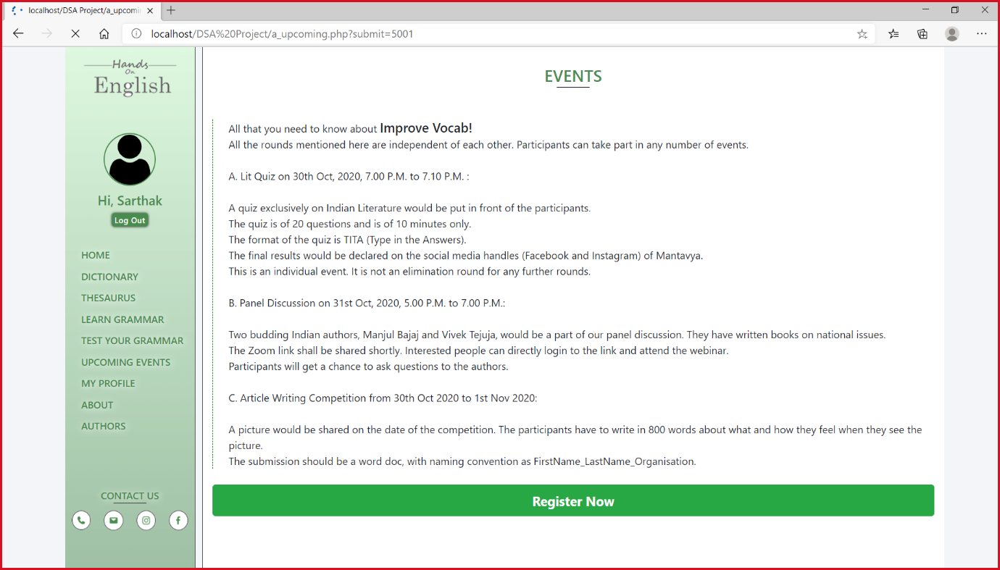 localhost/DSA Project/a_upcomi
localhost/DSA%20Project/a_upcoming.php?submit=5001
Hands
On
English
Hi, Sarthak
Log Out
HOME
DICTIONARY
THESAURUS
LEARN GRAMMAR
TEST YOUR GRAMMAR
UPCOMING EVENTS
MY PROFILE
ABOUT
AUTHORS
CONTACT US
EVENTS
All that you need to know about Improve Vocab!
All the rounds mentioned here are independent of each other. Participants can take part in any number of events.
A. Lit Quiz on 30th Oct, 2020, 7.00 P.M. to 7.10 P.M. :
A quiz exclusively on Indian Literature would be put in front of the participants.
The quiz is of 20 questions and is of 10 minutes only.
The format of the quiz is TITA (Type in the Answers).
The final results would be declared on the social media handles (Facebook and Instagram) of Mantavya.
This is an individual event. It is not an elimination round for any further rounds.
B. Panel Discussion on 31st Oct, 2020, 5.00 P.M. to 7.00 P.M.:
Two budding Indian authors, Manjul Bajaj and Vivek Tejuja, would be a part of our panel discussion. They have written books on national issues.
The Zoom link shall be shared shortly. Interested people can directly login to the link and attend the webinar.
Participants will get a chance to ask questions to the authors.
C. Article Writing Competition from 30th Oct 2020 to 1st Nov 2020:
A picture would be shared on the date of the competition. The participants have to write in 800 words about what and how they feel when they see the
picture.
The submission should be a word doc, with naming convention as FirstName_LastName_Organisation.
Register Now